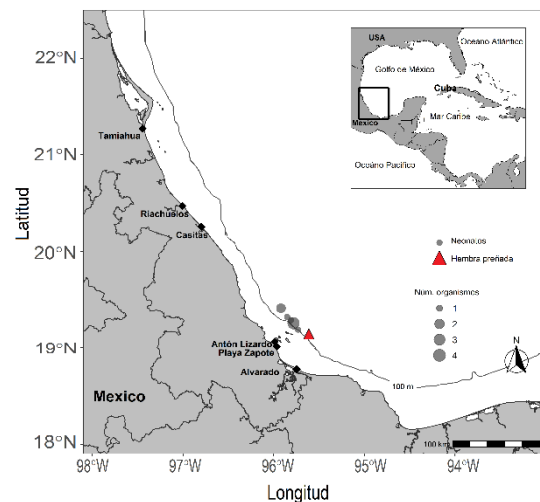 22°N
21°N
20°N
19°N
18°N
Latitud
98°W
97°W
96°W
95°W
94°W
Longitud
Tamiahua
Riachuelos
Casitas
Antón Lizardo
Playa Zapote
Alvarado
Mexico
100 m
100 km
N
USA
Oceano Atlántico
Golfo de México
Cuba
Mexico
Mar Caribe
Océano Pacífico
Neonatos
Hembra preñada
Num. organismos
1
2
3
4